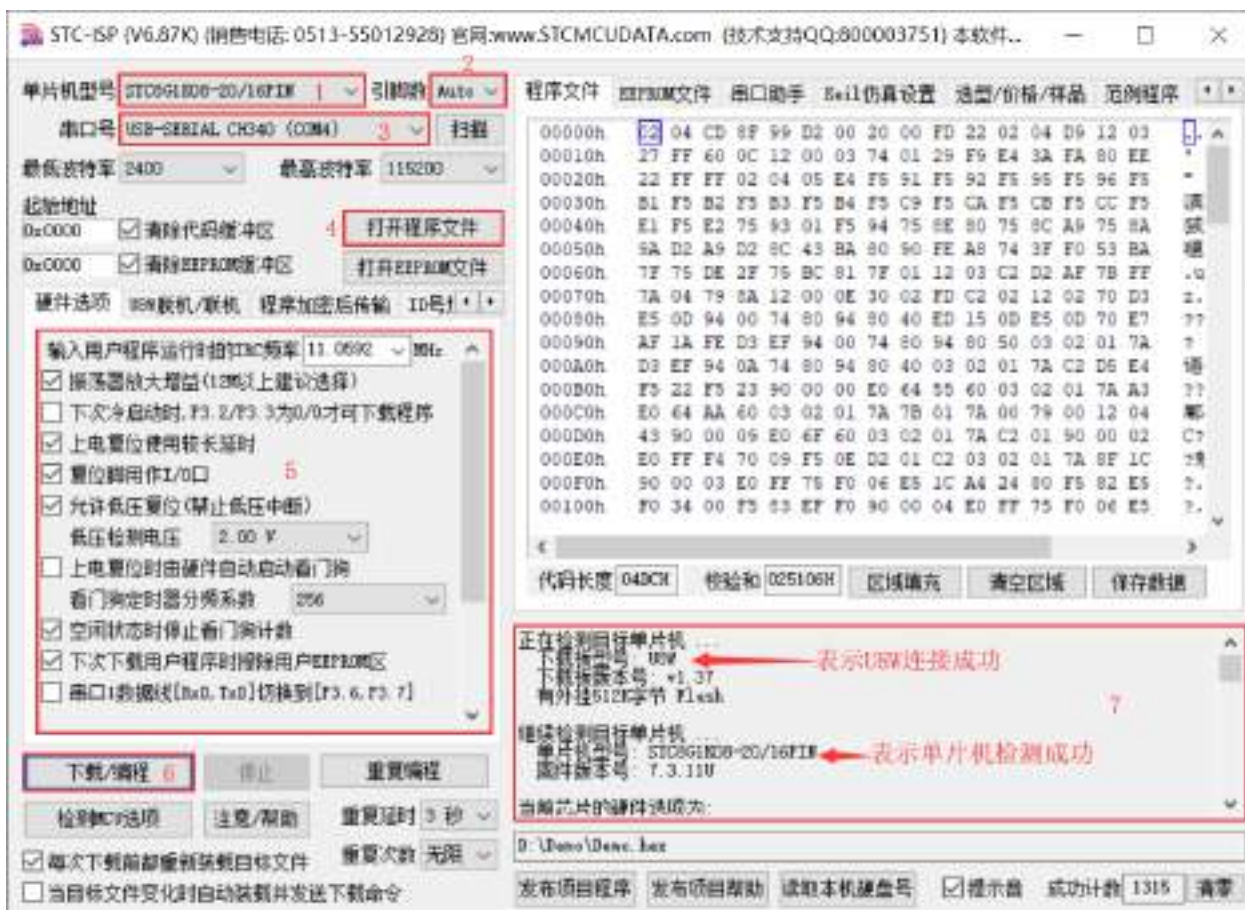 STC-ISP (V6.87K) (销售电话: 0513-55012928) 官网:www.STCMCUDATA.com (技术支持QQ:800003751) 本软件...
单片机型号 STC8G1K08-20/16PIN 1 引脚数 Auto 2
串口号 USB-SERIAL CH340 (COM4) 3 扫描
最低波特率 2400 最高波特率 115200
起始地址
0x0000 清除代码缓冲区 4 打开程序文件
0x0000 清除EEPROM缓冲区 打开EEPROM文件
硬件选项 USB脱机/联机 程序加密后传输 ID号
输入用户程序运行时的IRC频率 11.0592 MHz
振荡器放大增益(12M以上建议选择)
下次冷启动时,P3.2/P3.3为0/0才可下载程序
上电复位使用较长延时
复位脚用作I/O口 5
允许低压复位(禁止低压中断)
低压检测电压 2.00 V
上电复位时由硬件自动启动看门狗
看门狗定时器分频系数 256
空闲状态时停止看门狗计数
下次下载用户程序时擦除用户EEPROM区
串口1数据线[RxD,TxD]切换到[P3.6,P3.7]
下载/编程 6 停止 重复编程
检测MCU选项 注意/帮助 重复延时 3 秒
每次下载前都重新装载目标文件 重复次数 无限
当目标文件变化时自动装载并发送下载命令
程序文件 EEPROM文件 串口助手 Keil仿真设置 选型/价格/样品 范例程序
00000h 02 04 CD 8F 99 D2 00 20 00 FD 22 02 04 D9 12 03
00010h 27 FF 60 0C 12 00 03 74 01 29 F9 E4 3A FA 80 EE
00020h 22 FF FF 02 04 05 E4 F5 91 F5 92 F5 95 F5 96 F5
00030h B1 F5 B2 F5 B3 F5 B4 F5 C9 F5 CA F5 CB F5 CC F5
00040h E1 F5 E2 75 93 01 F5 94 75 8E 80 75 8C A9 75 8A
00050h 9A D2 A9 D2 8C 43 BA 80 90 FE A8 74 3F F0 53 BA
00060h 7F 75 DE 2F 75 BC 81 7F 01 12 03 C2 D2 AF 7B FF
00070h 7A 04 79 8A 12 00 0E 30 02 FD C2 02 12 02 70 D3
00080h E5 0D 94 00 74 80 94 80 40 ED 15 0D E5 0D 70 E7
00090h AF 1A FE D3 EF 94 00 74 80 94 80 50 03 02 01 7A
000A0h D3 EF 94 0A 74 80 94 80 40 03 02 01 7A C2 D5 E4
000B0h F5 22 F5 23 90 00 00 E0 64 55 60 03 02 01 7A A3
000C0h E0 64 AA 60 03 02 01 7A 7B 01 7A 00 79 00 12 04
000D0h 43 90 00 09 E0 6F 60 03 02 01 7A C2 01 90 00 02
000E0h E0 FF F4 70 09 F5 0E D2 01 C2 03 02 01 7A 8F 1C
000F0h 90 00 03 E0 FF 75 F0 06 E5 1C A4 24 80 F5 82 E5
00100h F0 34 00 F5 83 EF F0 90 00 04 E0 FF 75 F0 06 E5
代码长度 04DCH 校验和 025106H 区域填充 清空区域 保存数据
正在检测目标单片机 ...
下载板型号: U8W 表示U8W连接成功
下载板版本号: v1.37
有外挂512K字节 Flash
7
继续检测目标单片机 ...
单片机型号: STC8G1K08-20/16PIN 表示单片机检测成功
固件版本号: 7.3.11U
当前芯片的硬件选项为:
D:\Demo\Demo.hex
发布项目程序 发布项目帮助 读取本机硬盘号 提示音 成功计数 1315 清零